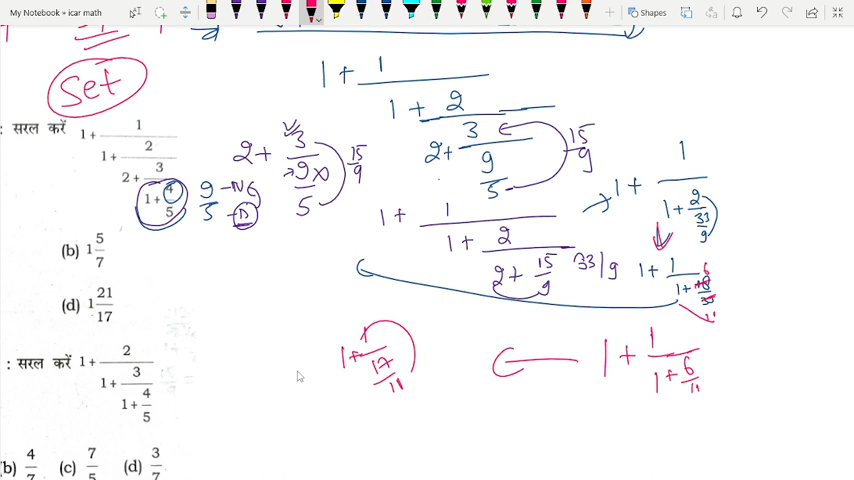 My Notebook » icar math
Shapes
Set
: सरल करें 1+ 1/(1+ 2/(2+ 3/(1+ 4/5)))
9/5
2+ 3/(9/5) 15/9
1+ 1/(1+ 2/(2+ 3/(9/5))) 15/9
1+ 1/(1+ 2/(2+ 15/9)) 33/9
1+ 1/(1+ 2/(33/9))
(b) 1 5/7
(d) 1 21/17
1+ 1/(1+ 6/11)
1+ 1/(17/11)
: सरल करें 1+ 2/(1+ 3/(1+ 4/5))
(b) 4/7 (c) 7/5 (d) 3/7